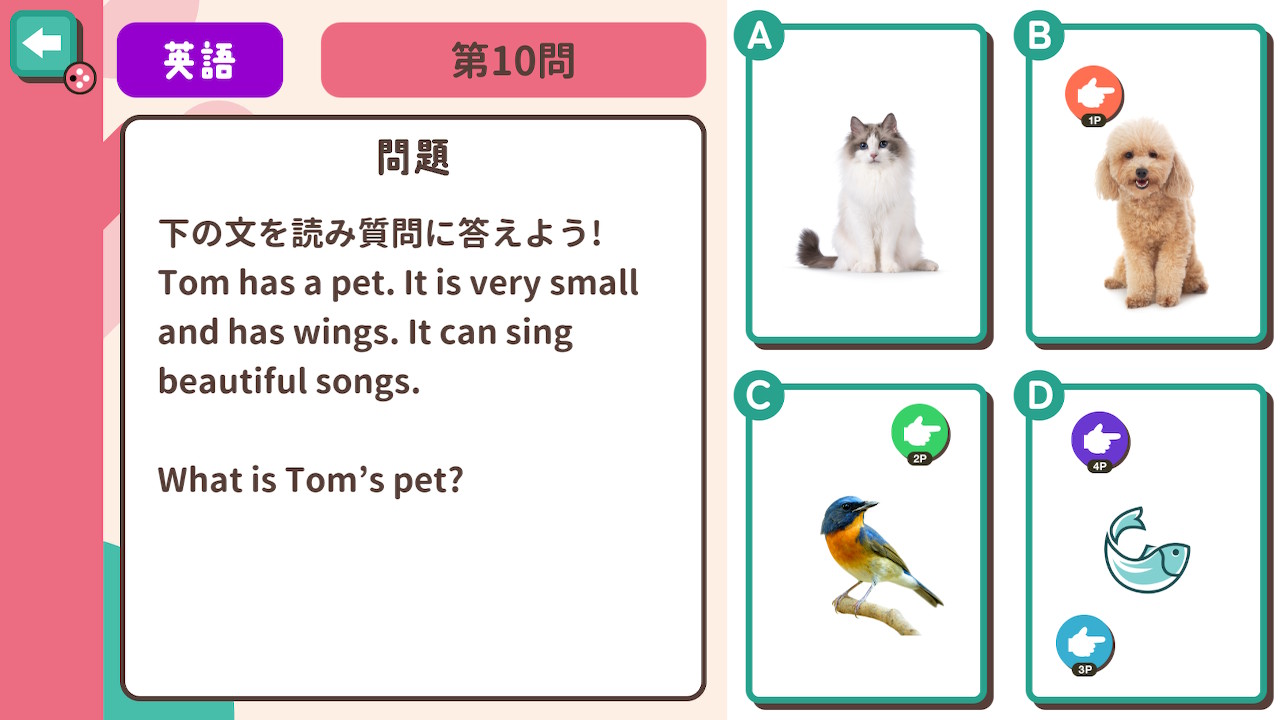 英語
第10問
問題
下の文を読み質問に答えよう!
Tom has a pet. It is very small
and has wings. It can sing
beautiful songs.
What is Tom’s pet?
A
B
1P
C
2P
D
4P
3P